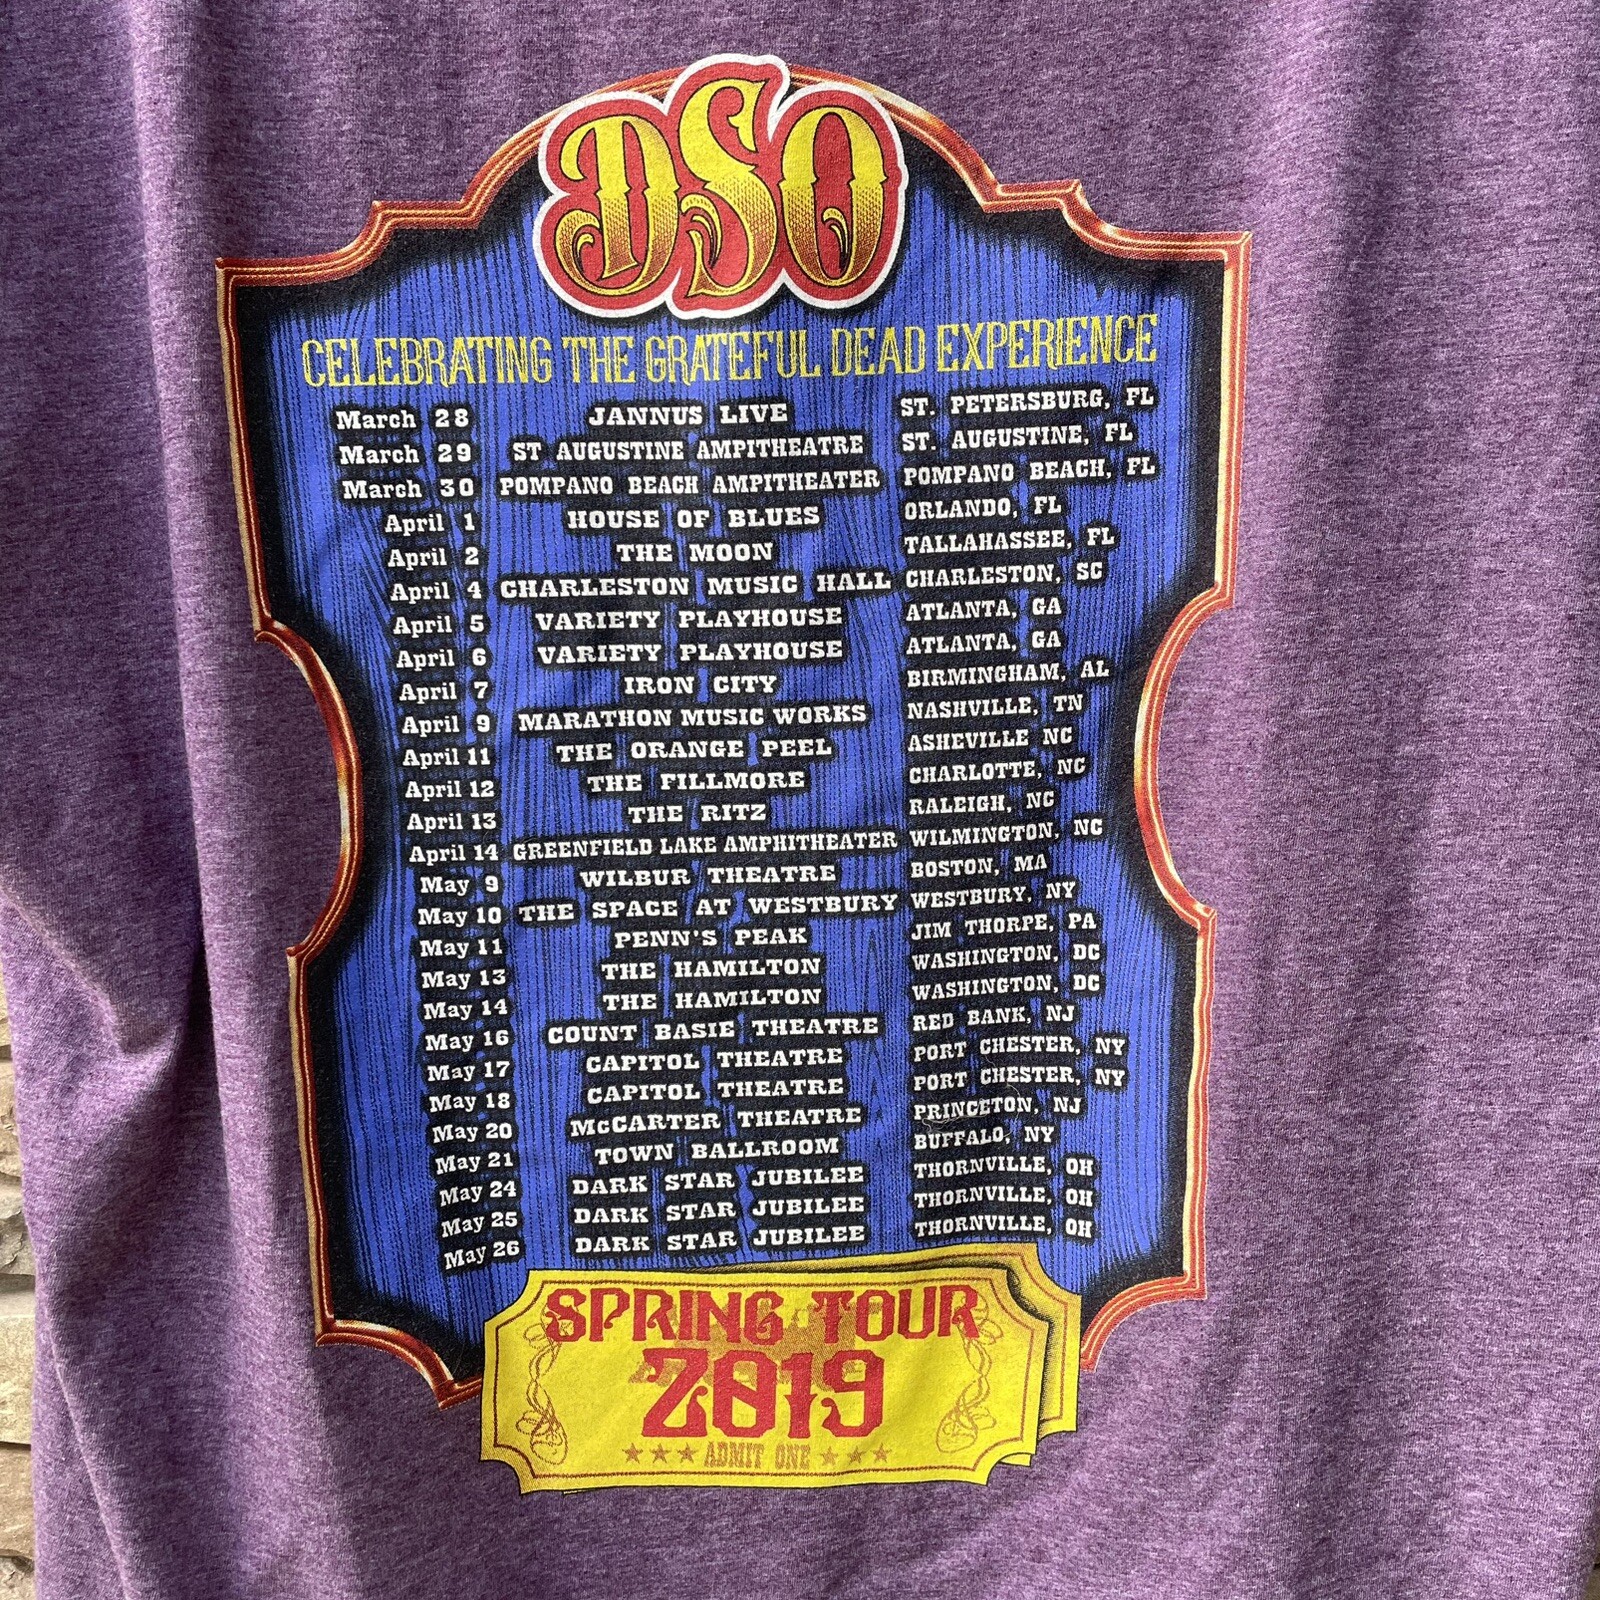 DSO
CELEBRATING THE GRATEFUL DEAD EXPERIENCE
March 28 JANNUS LIVE ST. PETERSBURG, FL
March 29 ST AUGUSTINE AMPITHEATRE ST. AUGUSTINE, FL
March 30 POMPANO BEACH AMPITHEATER POMPANO BEACH, FL
April 1 HOUSE OF BLUES ORLANDO, FL
April 2 THE MOON TALLAHASSEE, FL
April 4 CHARLESTON MUSIC HALL CHARLESTON, SC
April 5 VARIETY PLAYHOUSE ATLANTA, GA
April 6 VARIETY PLAYHOUSE ATLANTA, GA
April 7 IRON CITY BIRMINGHAM, AL
April 9 MARATHON MUSIC WORKS NASHVILLE, TN
April 11 THE ORANGE PEEL ASHEVILLE NC
April 12 THE FILLMORE CHARLOTTE, NC
April 13 THE RITZ RALEIGH, NC
April 14 GREENFIELD LAKE AMPHITHEATER WILMINGTON, NC
May 9 WILBUR THEATRE BOSTON, MA
May 10 THE SPACE AT WESTBURY WESTBURY, NY
May 11 PENN'S PEAK JIM THORPE, PA
May 13 THE HAMILTON WASHINGTON, DC
May 14 THE HAMILTON WASHINGTON, DC
May 16 COUNT BASIE THEATRE RED BANK, NJ
May 17 CAPITOL THEATRE PORT CHESTER, NY
May 18 CAPITOL THEATRE PORT CHESTER, NY
May 20 McCARTER THEATRE PRINCETON, NJ
May 21 TOWN BALLROOM BUFFALO, NY
May 24 DARK STAR JUBILEE THORNVILLE, OH
May 25 DARK STAR JUBILEE THORNVILLE, OH
May 26 DARK STAR JUBILEE THORNVILLE, OH
SPRING TOUR
2019
★★★ ADMIT ONE ★★★